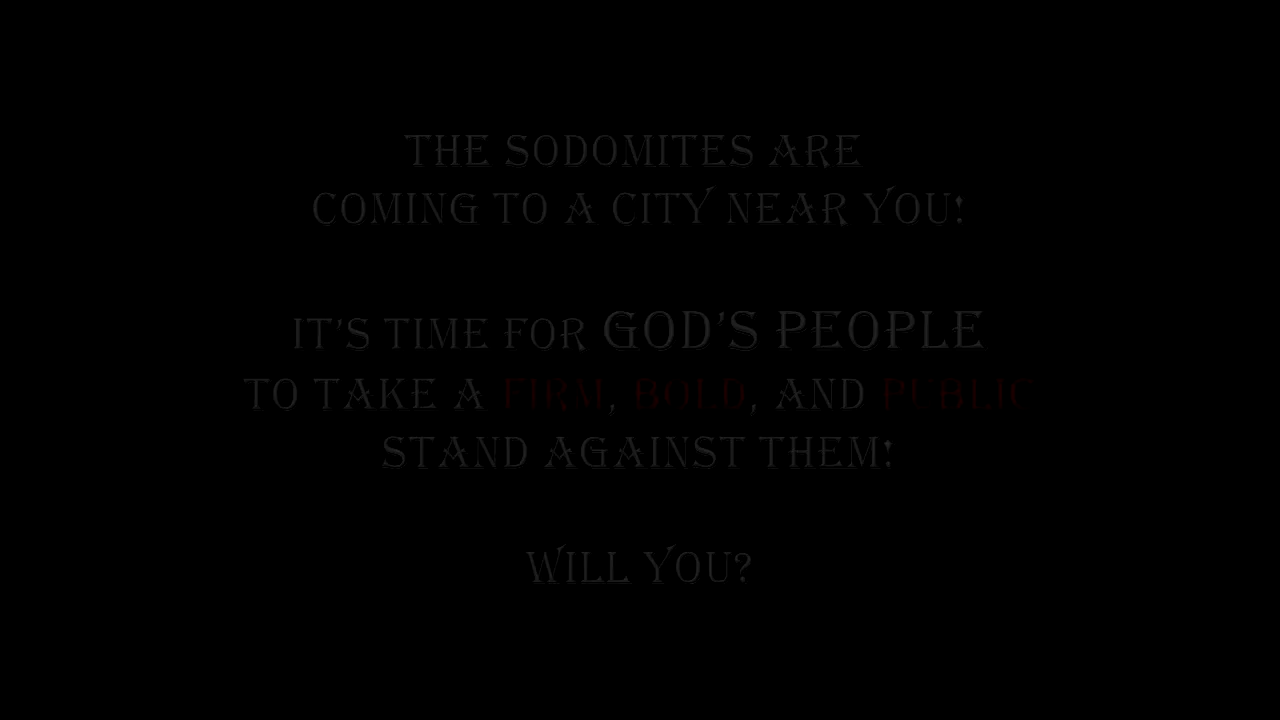 THE SODOMITES ARE
COMING TO A CITY NEAR YOU!
IT'S TIME FOR GOD'S PEOPLE
TO TAKE A FIRM, BOLD, AND PUBLIC
STAND AGAINST THEM!
WILL YOU?